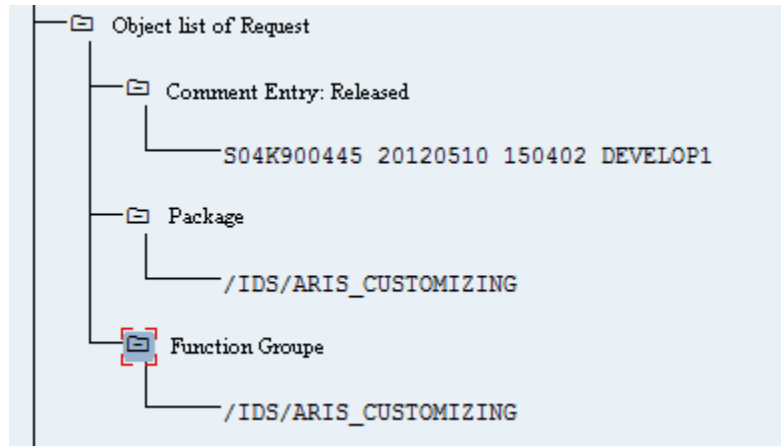 Object list of Request
Comment Entry: Released
S04K900445 20120510 150402 DEVELOP1
Package
/IDS/ARIS_CUSTOMIZING
Function Groupe
/IDS/ARIS_CUSTOMIZING